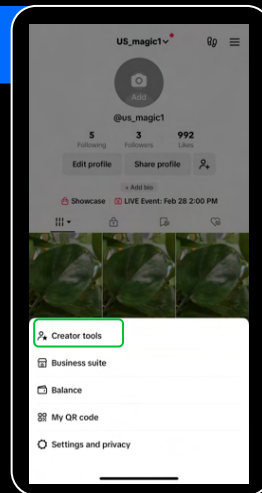 US_magic1
Add
@us_magic1
5 3 992
Following Followers Likes
Edit profile Share profile
+ Add bio
Showcase LIVE Event: Feb 28 2:00 PM
Creator tools
Business suite
Balance
My QR code
Settings and privacy